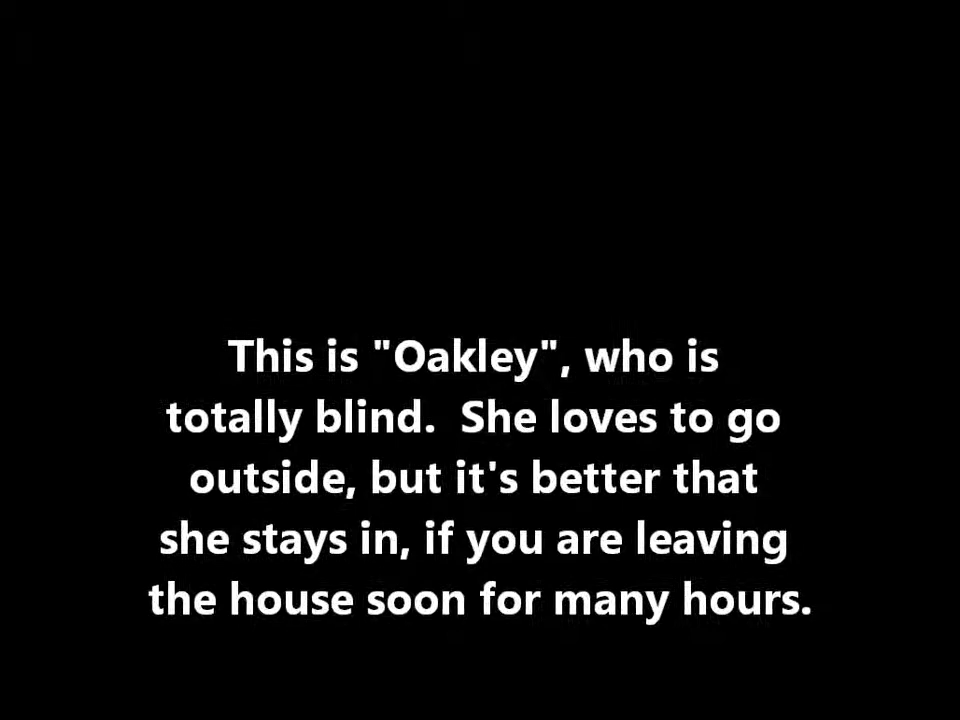 This is "Oakley", who is
totally blind.  She loves to go
outside, but it's better that
she stays in, if you are leaving
the house soon for many hours.